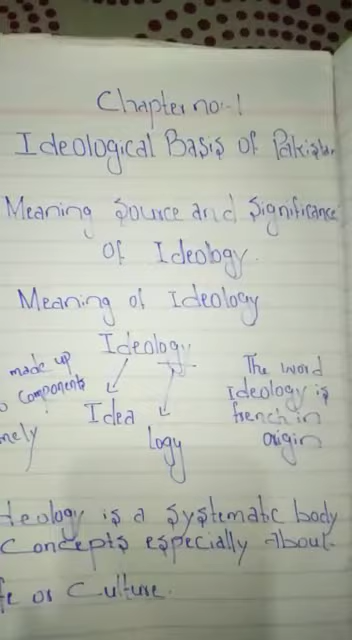 Chapter no:-1
Ideological Basis of Pakistan
Meaning Source and Significance
of Ideology.
Meaning of Ideology
Ideology
made up
components
Idea
logy
The word
Ideology is
french in
origin
is a systematic body
concepts especially about
or culture.